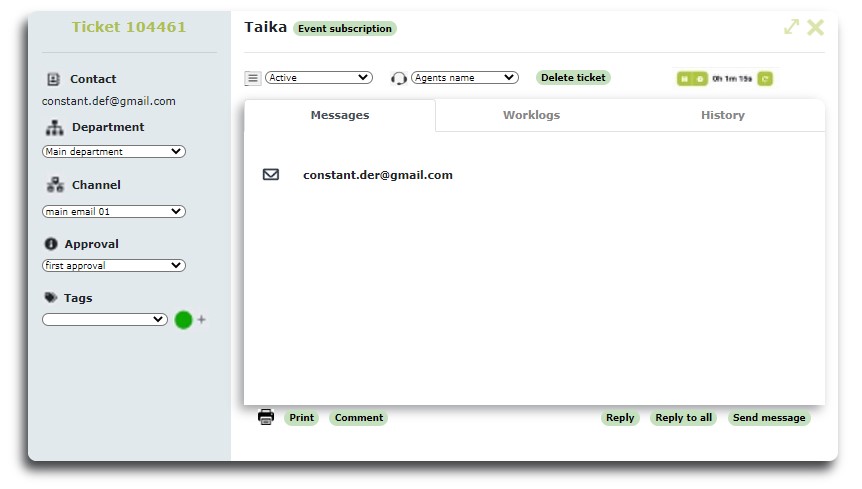 Ticket 104461
Contact
constant.def@gmail.com
Department
Main department
Channel
main email 01
Approval
first approval
Tags
Taika Event subscription
Active Agents name Delete ticket 0h 1m 19s
Messages Worklogs History
constant.der@gmail.com
Print Comment Reply Reply to all Send message